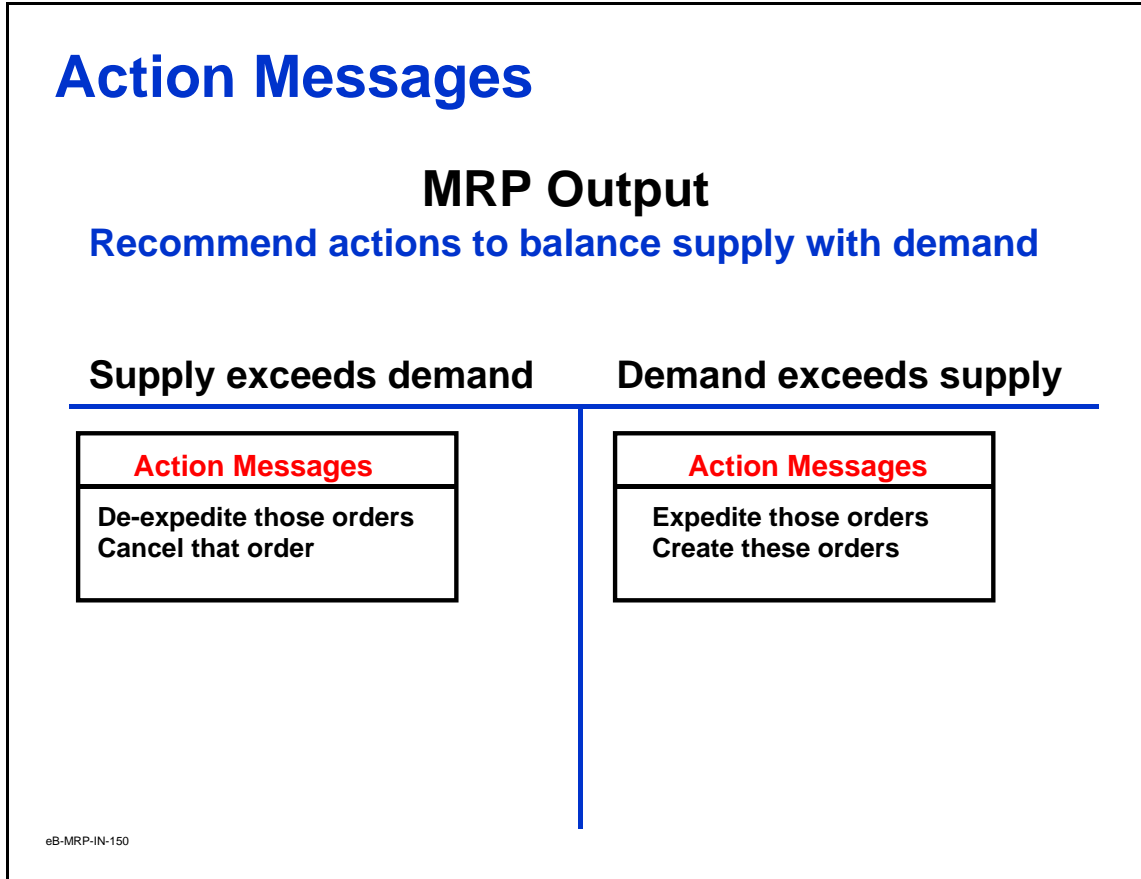 Action Messages
MRP Output
Recommend actions to balance supply with demand
Supply exceeds demand
Action Messages
De-expedite those orders
Cancel that order
Demand exceeds supply
Action Messages
Expedite those orders
Create these orders
eB-MRP-IN-150